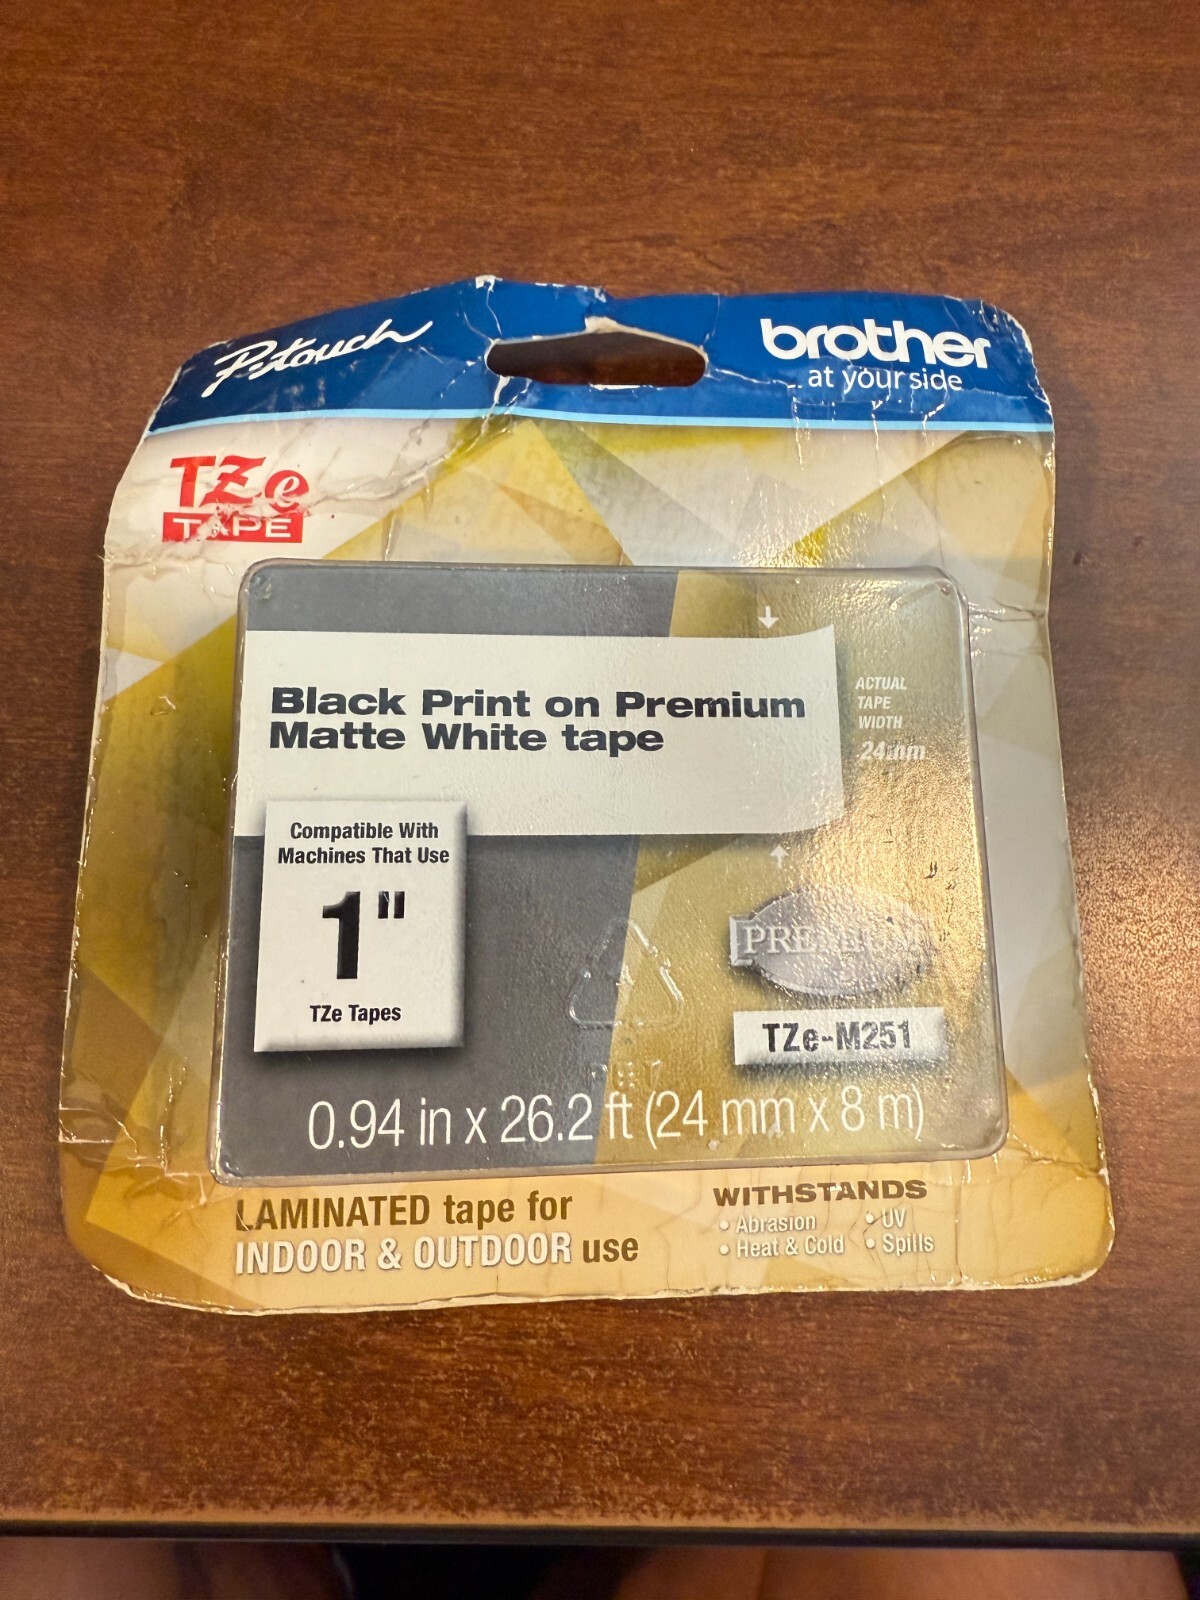 P-touch
brother
at your side
TZe
TAPE
Black Print on Premium
Matte White tape
ACTUAL
TAPE
WIDTH
24mm
Compatible With
Machines That Use
1"
TZe Tapes
PREMIUM
TZe-M251
0.94 in x 26.2 ft (24 mm x 8 m)
LAMINATED tape for
INDOOR & OUTDOOR use
WITHSTANDS
• Abrasion • UV
• Heat & Cold • Spills